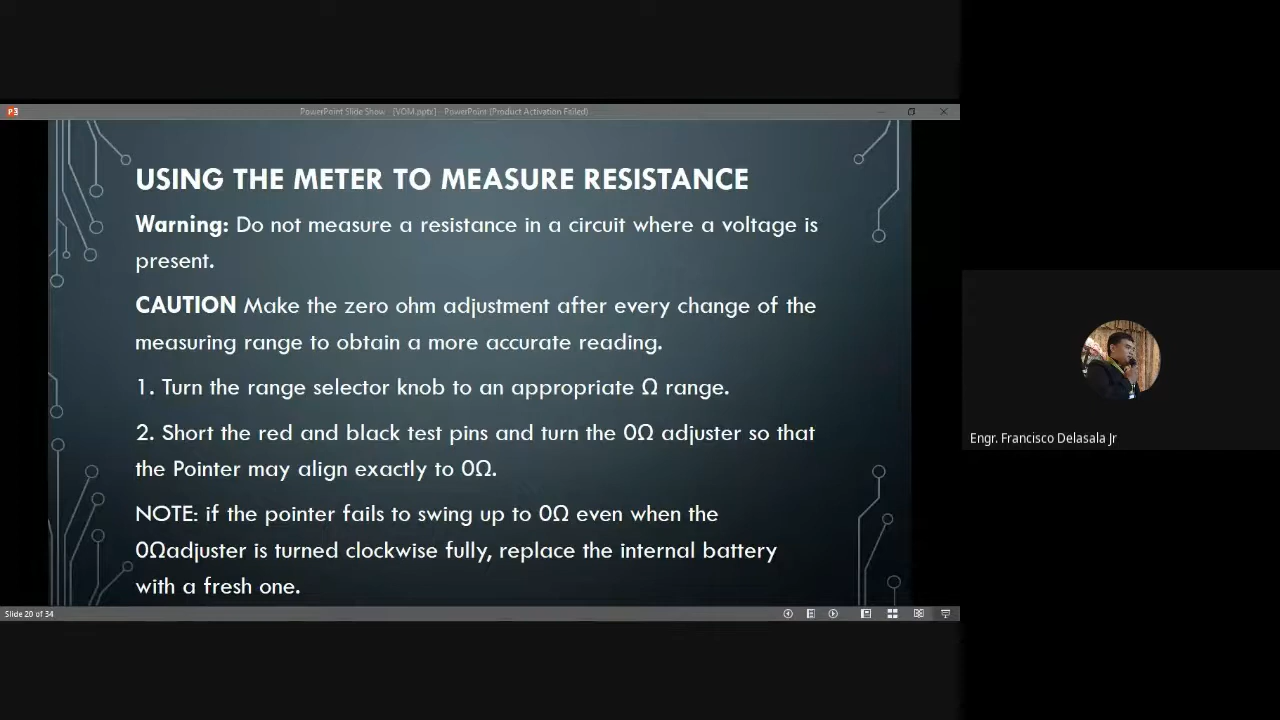 PowerPoint Slide Show - [VOM.pptx] - PowerPoint (Product Activation Failed)
USING THE METER TO MEASURE RESISTANCE
Warning: Do not measure a resistance in a circuit where a voltage is
present.
CAUTION Make the zero ohm adjustment after every change of the
measuring range to obtain a more accurate reading.
1. Turn the range selector knob to an appropriate Ω range.
2. Short the red and black test pins and turn the 0Ω adjuster so that
the Pointer may align exactly to 0Ω.
NOTE: if the pointer fails to swing up to 0Ω even when the
0Ωadjuster is turned clockwise fully, replace the internal battery
with a fresh one.
Slide 20 of 34
Engr. Francisco Delasala Jr